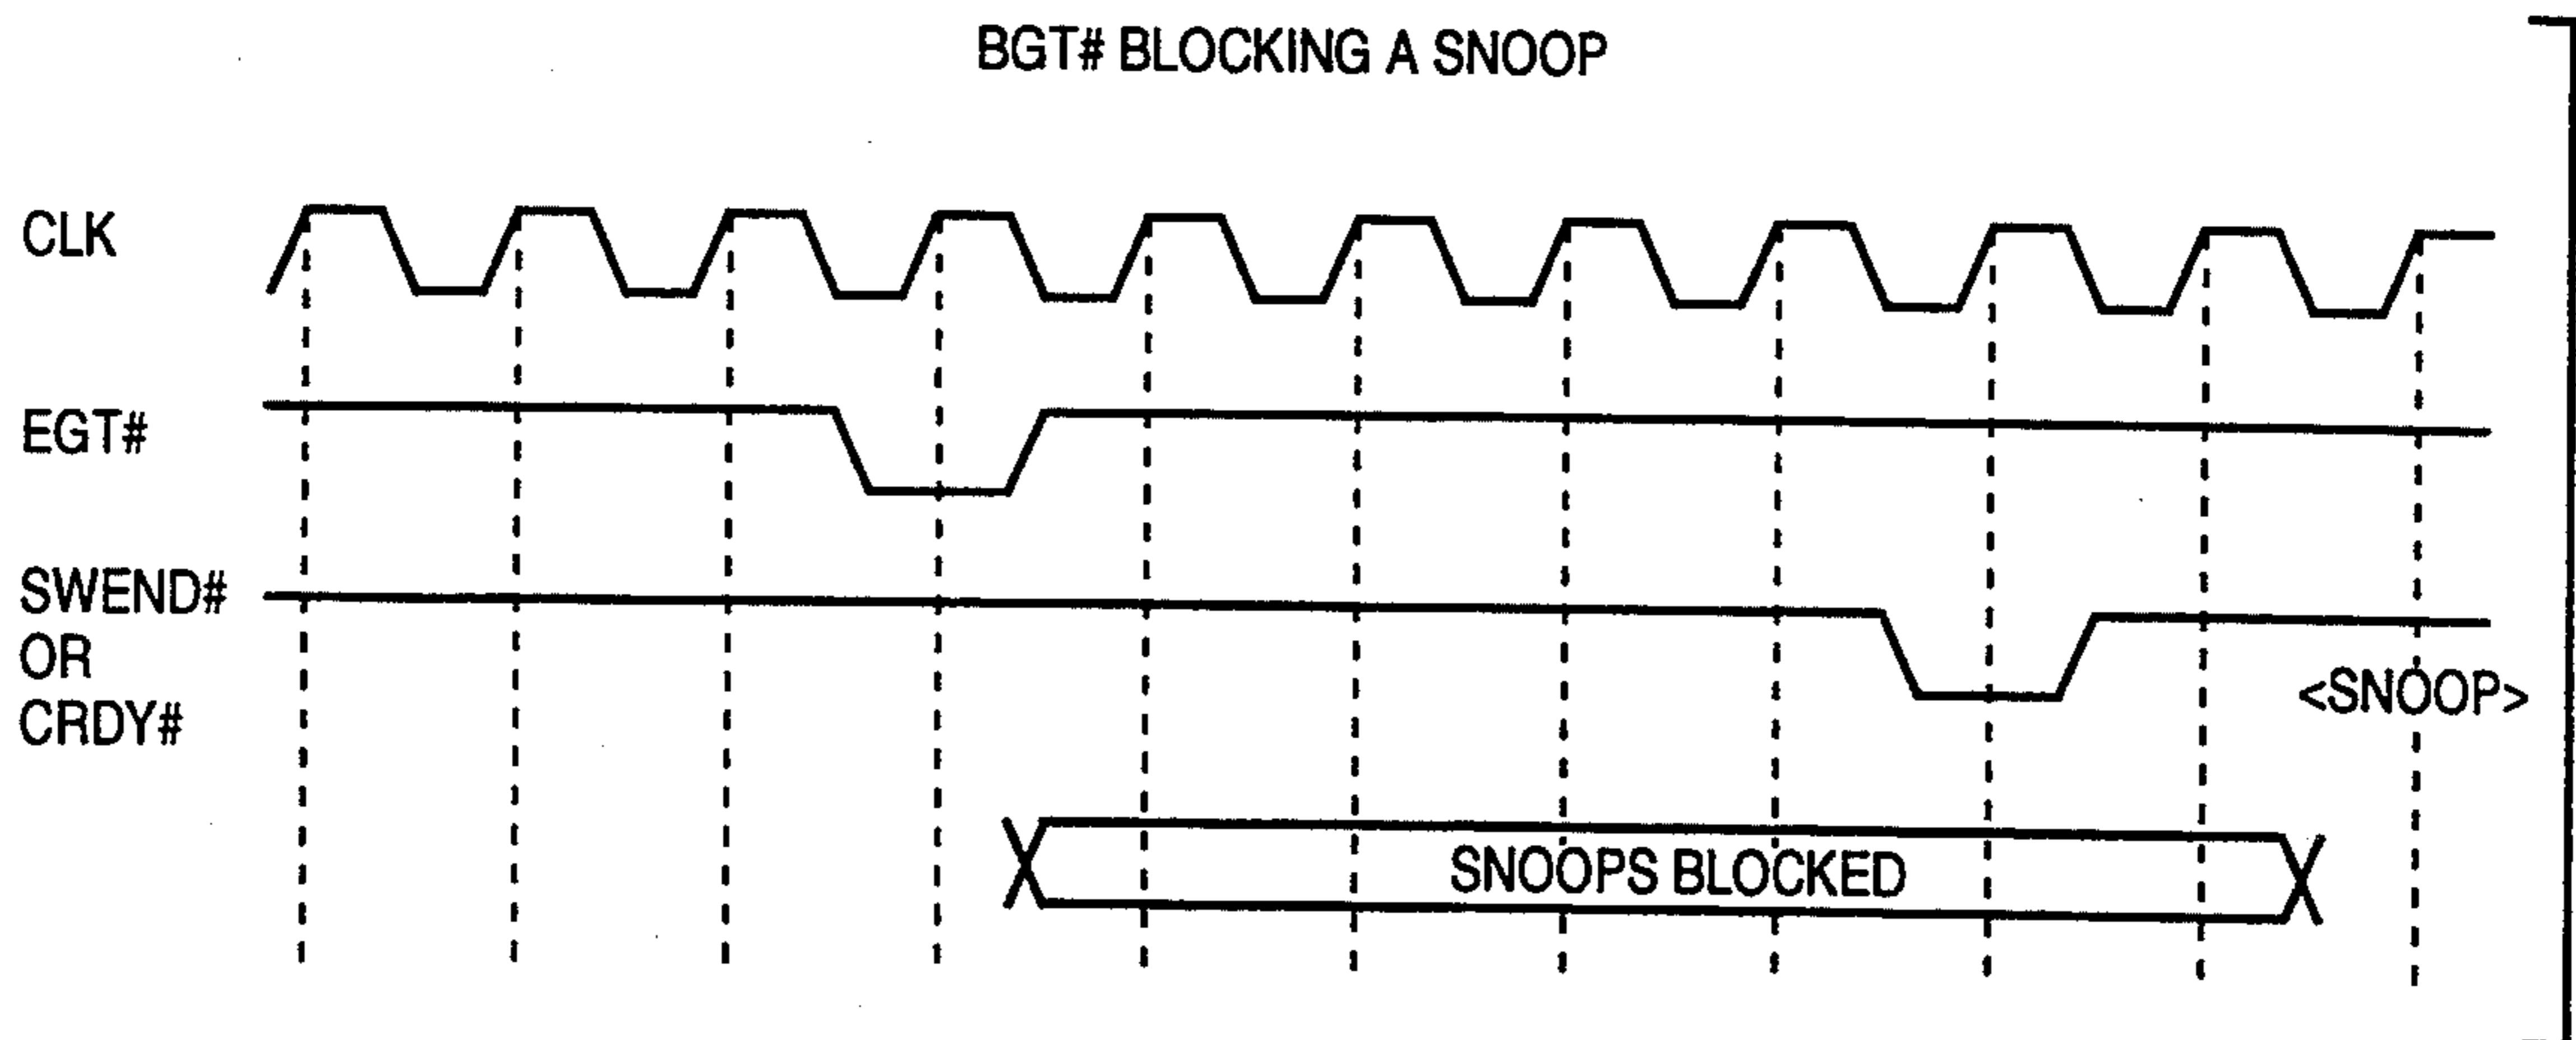 BGT# BLOCKING A SNOOP
CLK
EGT#
SWEND#
OR
CRDY#
<SNOOP>
SNOOPS BLOCKED